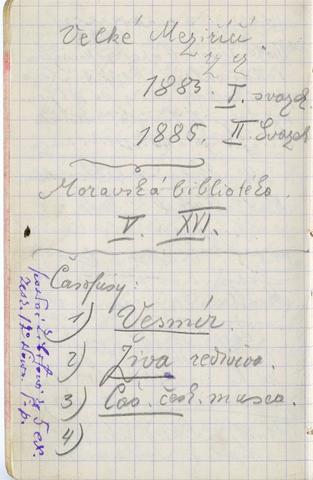 Velké Meziříčí.
1883. I. svazek
1885. II. Svazek
Moravská bibliotéka
V. XVI.
Časopisy:
1) Vesmír.
2) Živa rediviva.
3) Čas. česk. musea.
4)